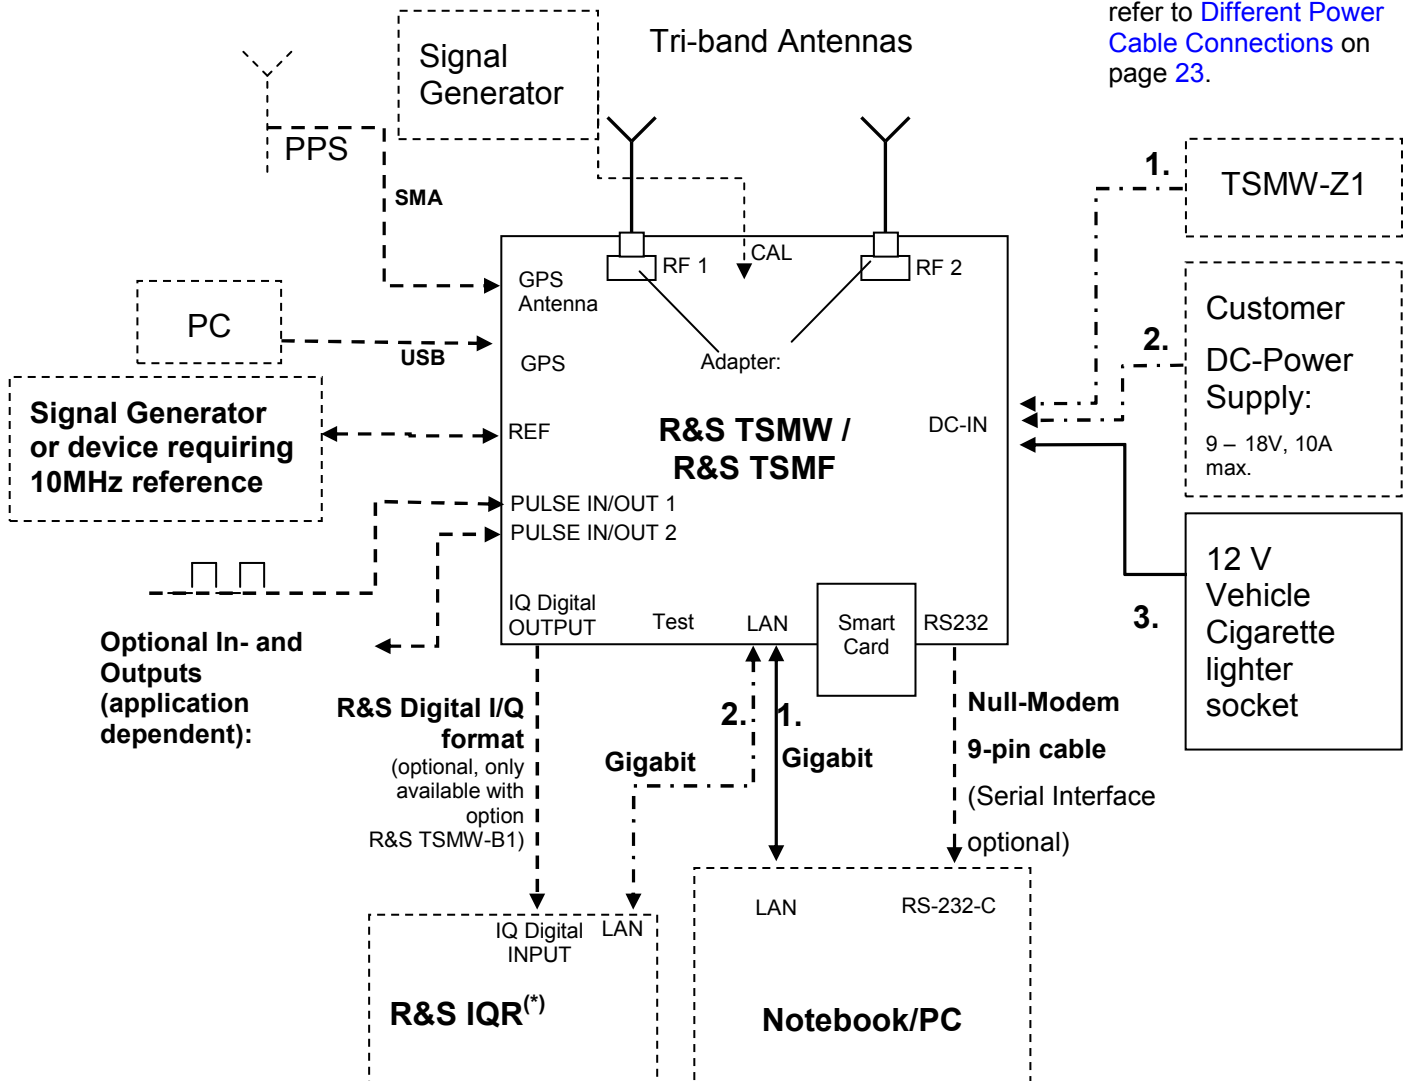 refer to Different Power
Cable Connections on
page 23.
Tri-band Antennas
Signal
Generator
PPS
SMA
1.
TSMW-Z1
CAL
RF 1
RF 2
GPS
Antenna
PC
USB
GPS
Adapter:
2.
Customer
DC-Power
Supply:
9 – 18V, 10A
max.
Signal Generator
or device requiring
10MHz reference
REF
R&S TSMW /
R&S TSMF
DC-IN
PULSE IN/OUT 1
PULSE IN/OUT 2
12 V
Vehicle
Cigarette
lighter
socket
3.
IQ Digital
OUTPUT
Test
LAN
Smart
Card
RS232
Optional In- and
Outputs
(application
dependent):
R&S Digital I/Q
format
(optional, only
available with
option
R&S TSMW-B1)
2.
1.
Gigabit
Gigabit
Null-Modem
9-pin cable
(Serial Interface
optional)
IQ Digital
INPUT
LAN
R&S IQR(*)
LAN
RS-232-C
Notebook/PC